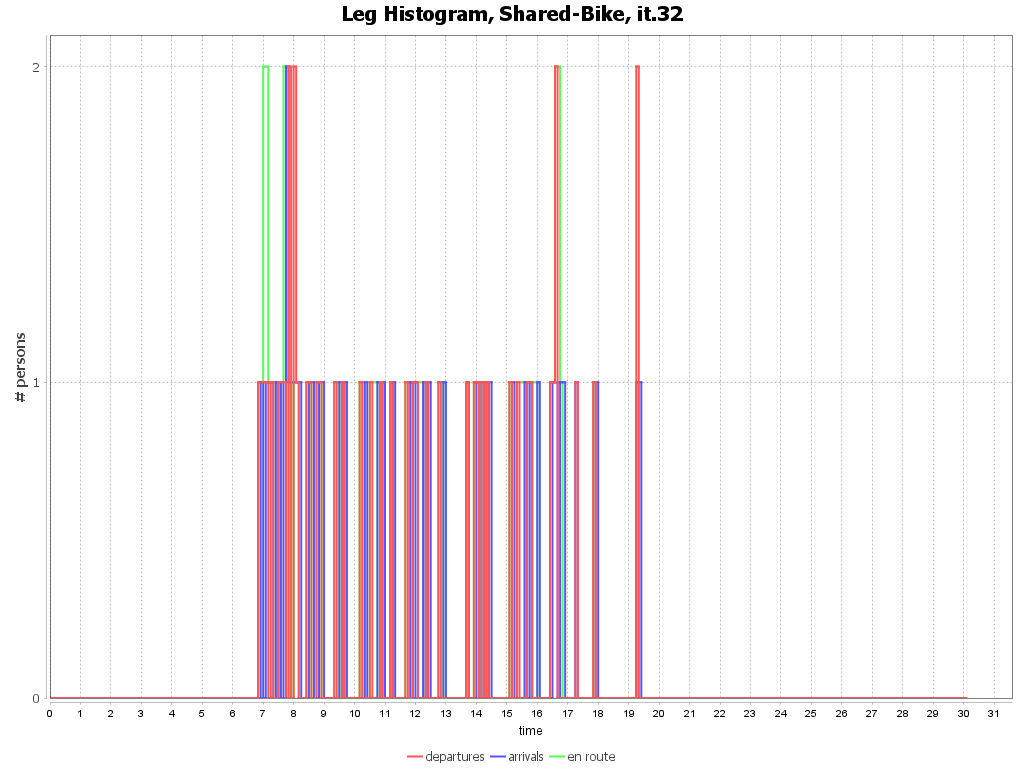 Leg Histogram, Shared-Bike, it.32
# persons
2
1
0
0 1 2 3 4 5 6 7 8 9 10 11 12 13 14 15 16 17 18 19 20 21 22 23 24 25 26 27 28 29 30 31
time
departures arrivals en route